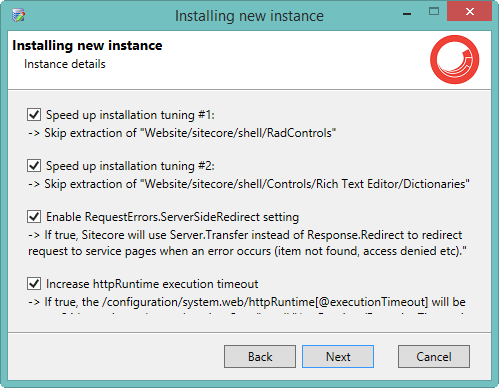 Installing new instance
Installing new instance
Instance details
Speed up installation tuning #1:
-> Skip extraction of "Website/sitecore/shell/RadControls"
Speed up installation tuning #2:
-> Skip extraction of "Website/sitecore/shell/Controls/Rich Text Editor/Dictionaries"
Enable RequestErrors.ServerSideRedirect setting
-> If true, Sitecore will use Server.Transfer instead of Response.Redirect to redirect
request to service pages when an error occurs (item not found, access denied etc)."
Increase httpRuntime execution timeout
-> If true, the /configuration/system.web/httpRuntime[@executionTimeout] will be
Back
Next
Cancel